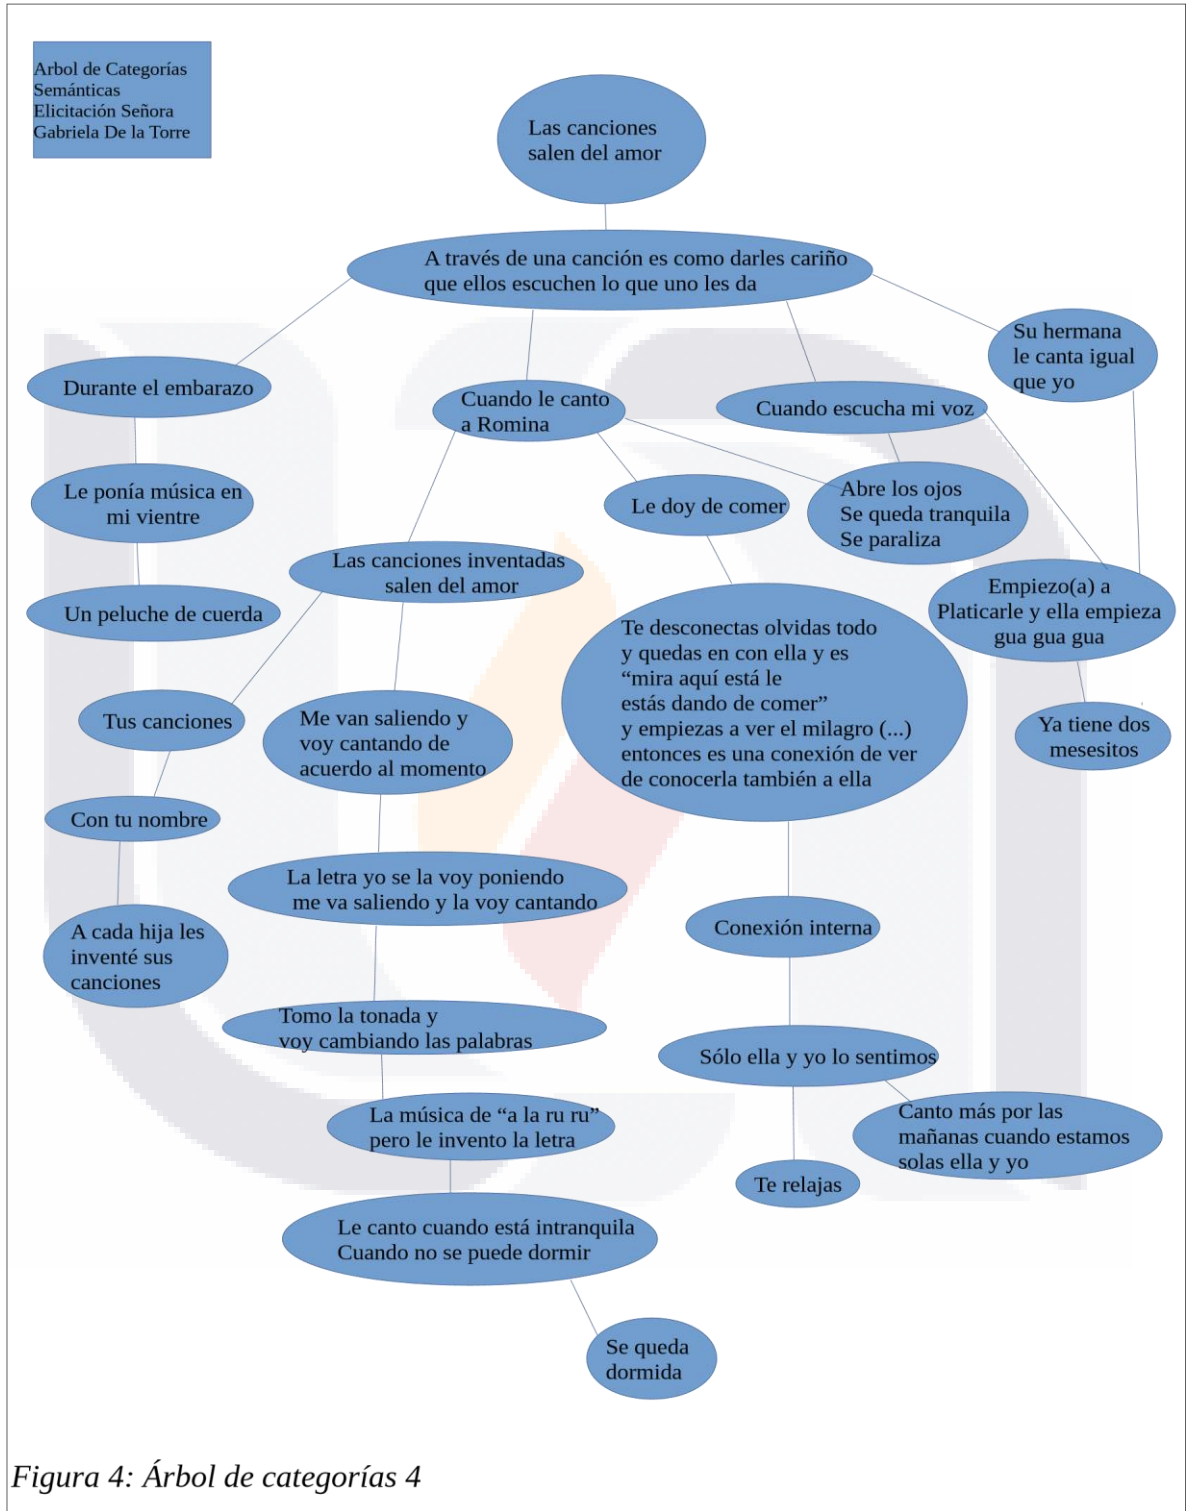 Arbol de Categorías
Semánticas
Elicitación Señora
Gabriela De la Torre
Las canciones
salen del amor
A través de una canción es como darles cariño
que ellos escuchen lo que uno les da
Su hermana
le canta igual
que yo
Durante el embarazo
Cuando le canto
a Romina
Cuando escucha mi voz
Le ponía música en
mi vientre
Le doy de comer
Abre los ojos
Se queda tranquila
Se paraliza
Las canciones inventadas
salen del amor
Un peluche de cuerda
Empiezo(a) a
Platicarle y ella empieza
gua gua gua
Te desconectas olvidas todo
y quedas en con ella y es
“mira aquí está le
estás dando de comer”
y empiezas a ver el milagro (...)
entonces es una conexión de ver
de conocerla también a ella
Tus canciones
Me van saliendo y
voy cantando de
acuerdo al momento
Ya tiene dos
mesesitos
Con tu nombre
La letra yo se la voy poniendo
me va saliendo y la voy cantando
A cada hija les
inventé sus
canciones
Conexión interna
Tomo la tonada y
voy cambiando las palabras
Sólo ella y yo lo sentimos
La música de “a la ru ru”
pero le invento la letra
Canto más por las
mañanas cuando estamos
solas ella y yo
Te relajas
Le canto cuando está intranquila
Cuando no se puede dormir
Se queda
dormida
Figura 4: Árbol de categorías 4